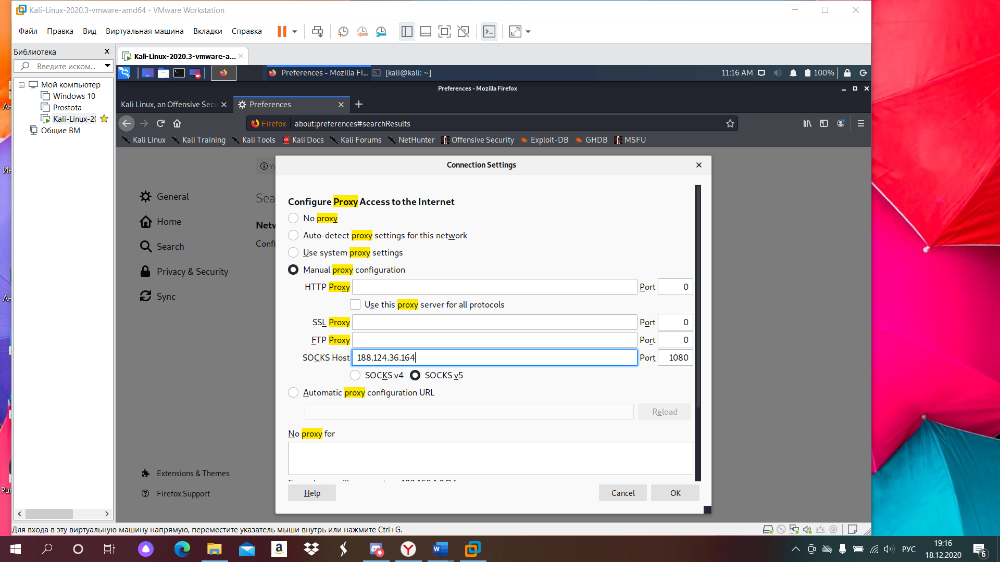 Kali-Linux-2020.3-vmware-amd64 - VMware Workstation
Файл Правка Вид Виртуальная машина Вкладки Справка
Библиотека
Введите иском...
Мой компьютер
Windows 10
Prostota
Kali-Linux-20
Общие ВМ
Kali-Linux-2020.3-vmware-a...
Preferences - Mozilla Fi... [kali@kali: ~] 11:16 AM 100%
Preferences - Mozilla Firefox
Kali Linux, an Offensive Secu Preferences
Firefox about:preferences#searchResults
Kali Linux Kali Training Kali Tools Kali Docs Kali Forums NetHunter Offensive Security Exploit-DB GHDB MSFU
General
Home
Search
Privacy & Security
Sync
Extensions & Themes
Firefox Support
Sea
Netw
Confi
Connection Settings
Configure Proxy Access to the Internet
No proxy
Auto-detect proxy settings for this network
Use system proxy settings
Manual proxy configuration
HTTP Proxy Port 0
Use this proxy server for all protocols
SSL Proxy Port 0
FTP Proxy Port 0
SOCKS Host 188.124.36.164 Port 1080
SOCKS v4 SOCKS v5
Automatic proxy configuration URL
Reload
No proxy for
Help Cancel OK
Для входа в эту виртуальную машину напрямую, переместите указатель мыши внутрь или нажмите Ctrl+G.
РУС
19:16
18.12.2020
6